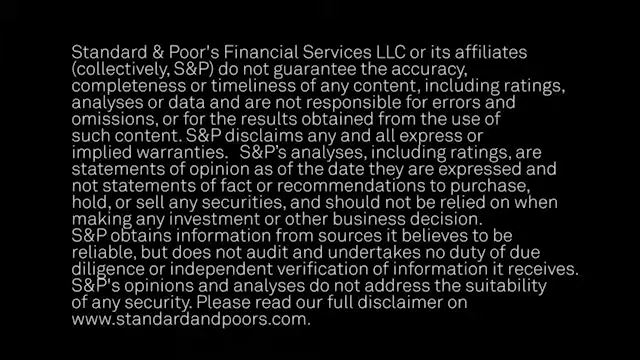 Standard & Poor's Financial Services LLC or its affiliates
(collectively, S&P) do not guarantee the accuracy,
completeness or timeliness of any content, including ratings,
analyses or data and are not responsible for errors and
omissions, or for the results obtained from the use of
such content. S&P disclaims any and all express or
implied warranties.   S&P's analyses, including ratings, are
statements of opinion as of the date they are expressed and
not statements of fact or recommendations to purchase,
hold, or sell any securities, and should not be relied on when
making any investment or other business decision.
S&P obtains information from sources it believes to be
reliable, but does not audit and undertakes no duty of due
diligence or independent verification of information it receives.
S&P's opinions and analyses do not address the suitability
of any security. Please read our full disclaimer on
www.standardandpoors.com.